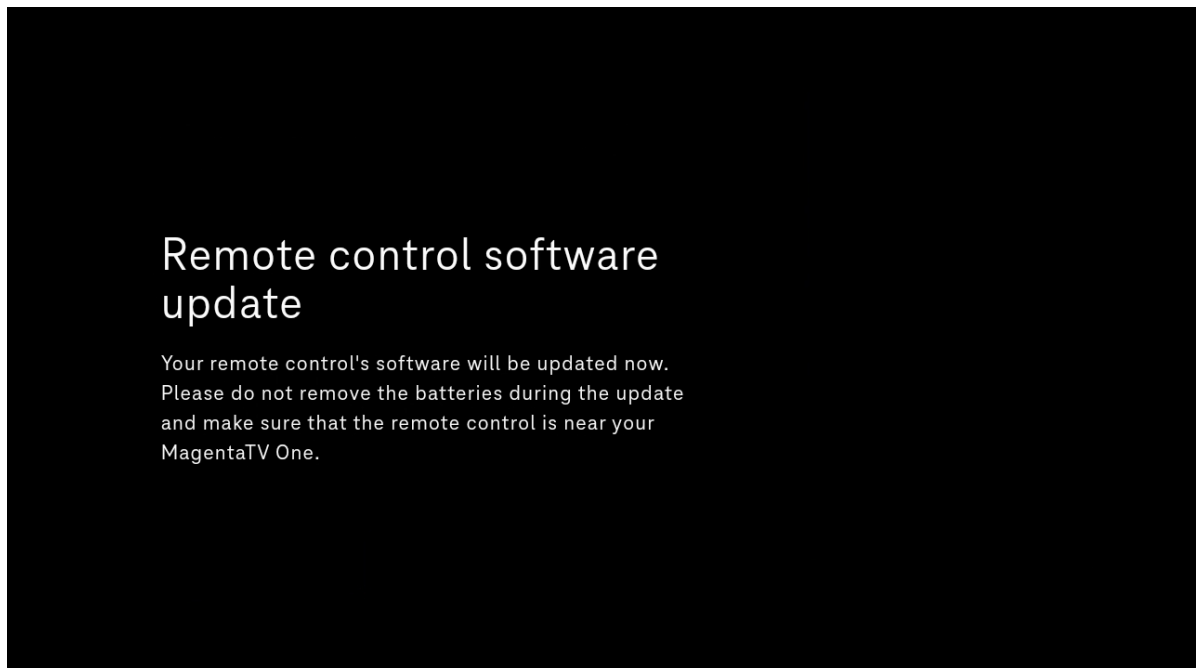 Remote control software
update
Your remote control's software will be updated now.
Please do not remove the batteries during the update
and make sure that the remote control is near your
MagentaTV One.